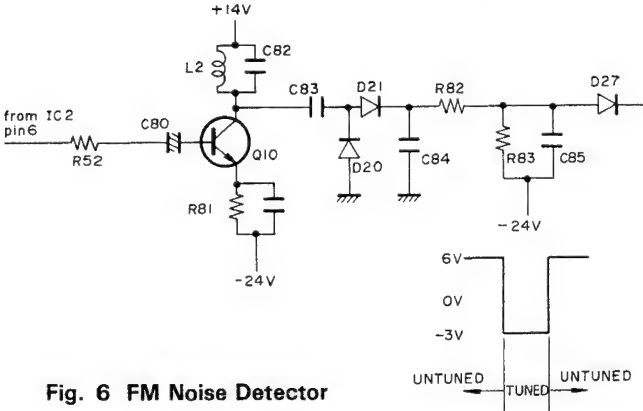 +14V
L2
C82
C83
D21
R82
D27
from IC2
pin6
C80
R52
Q10
D20
C84
R83
C85
R81
-24V
-24V
6V
0V
-3V
UNTUNED
TUNED
UNTUNED
Fig. 6 FM Noise Detector